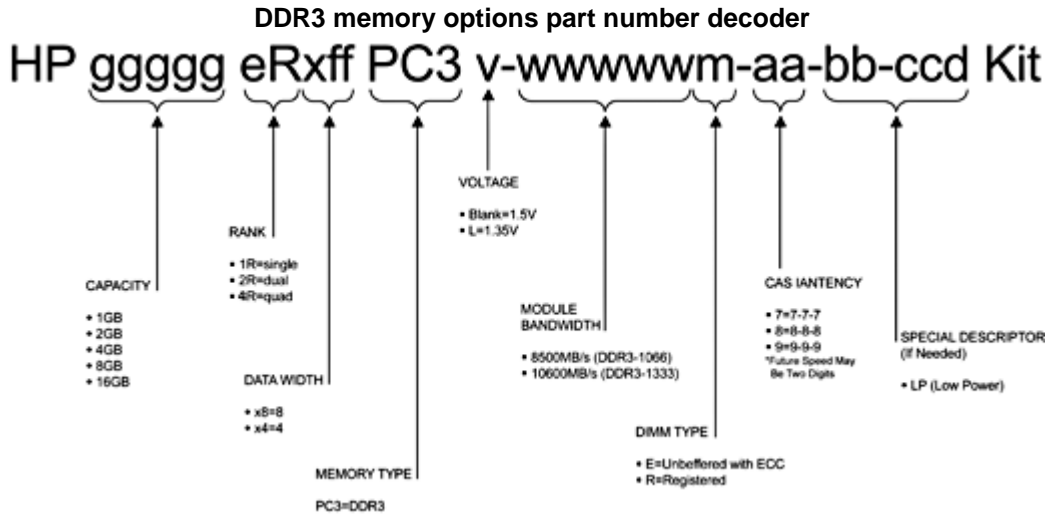 DDR3 memory options part number decoder
HP ggggg eRxff PC3 v-wwwwwm-aa-bb-ccd Kit
CAPACITY
+ 1GB
+ 2GB
+ 4GB
+ 8GB
+ 16GB
RANK
▪ 1R=single
▪ 2R=dual
▪ 4R=quad
DATA WIDTH
+ x8=8
+ x4=4
MEMORY TYPE
PC3=DDR3
VOLTAGE
▪ Blank=1.5V
▪ L=1.35V
MODULE
BANDWIDTH
▪ 8500MB/s (DDR3-1066)
▪ 10600MB/s (DDR3-1333)
DIMM TYPE
▪ E=Unbeffered with ECC
▪ R=Registered
CAS IANTENCY
▪ 7=7-7-7
▪ 8=8-8-8
▪ 9=9-9-9
*Future Speed May
Be Two Digits
SPECIAL DESCRIPTOR
(If Needed)
▪ LP (Low Power)